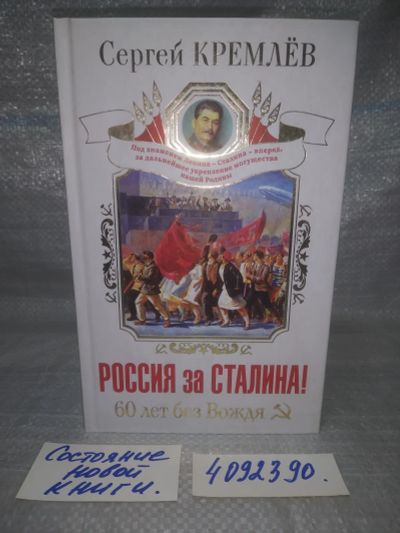 Сергей КРЕМЛЁВ
Под знаменем Ленина – Сталина – вперед,
за дальнейшее укрепление могущества
нашей Родины
РОССИЯ за СТАЛИНА!
60 лет без Вождя
Состояние
новой
книги.
4092390.